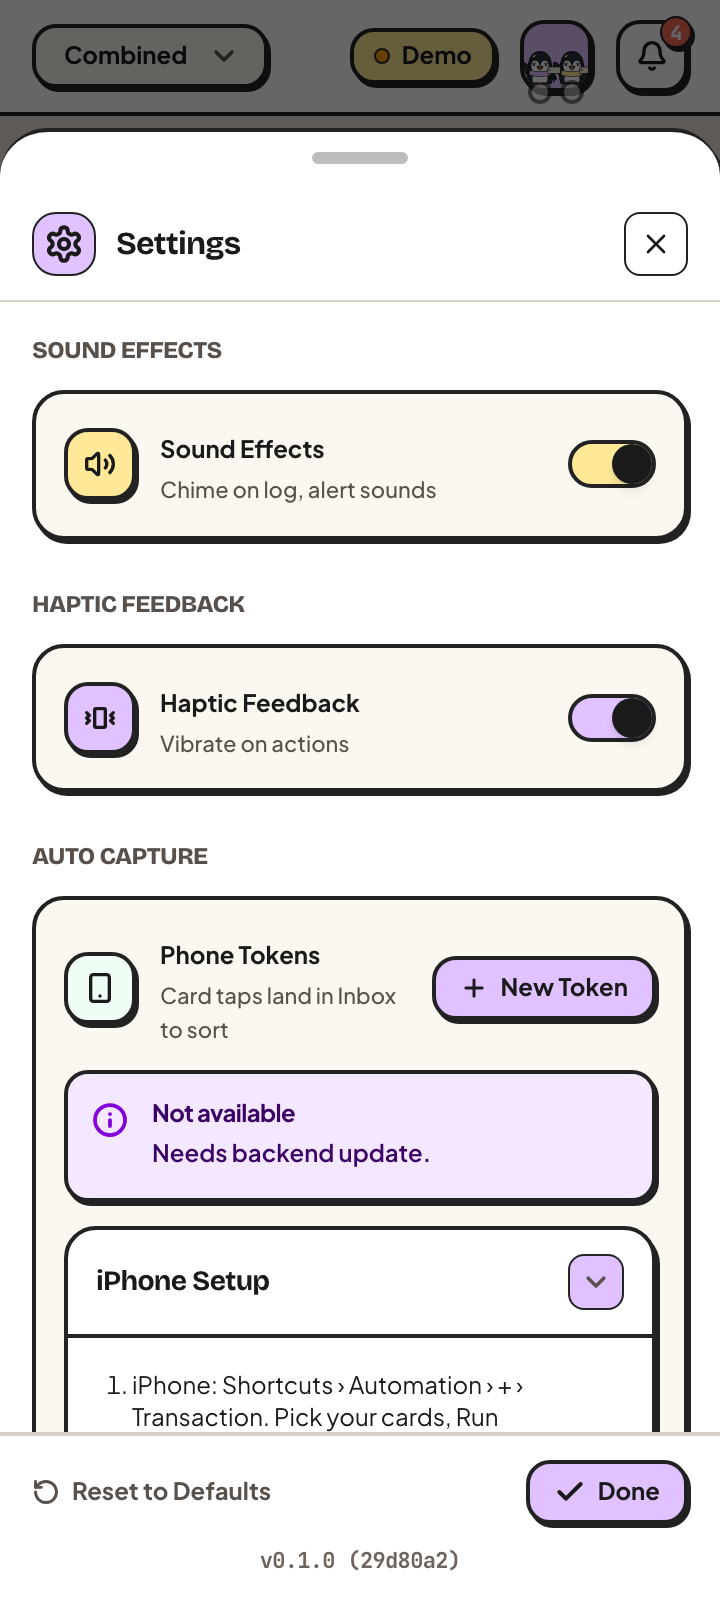 Combined
Demo
4
Settings
SOUND EFFECTS
Sound Effects
Chime on log, alert sounds
HAPTIC FEEDBACK
Haptic Feedback
Vibrate on actions
AUTO CAPTURE
Phone Tokens
Card taps land in Inbox
to sort
New Token
Not available
Needs backend update.
iPhone Setup
1. iPhone: Shortcuts › Automation › + ›
Transaction. Pick your cards, Run
Reset to Defaults
Done
v0.1.0 (29d80a2)